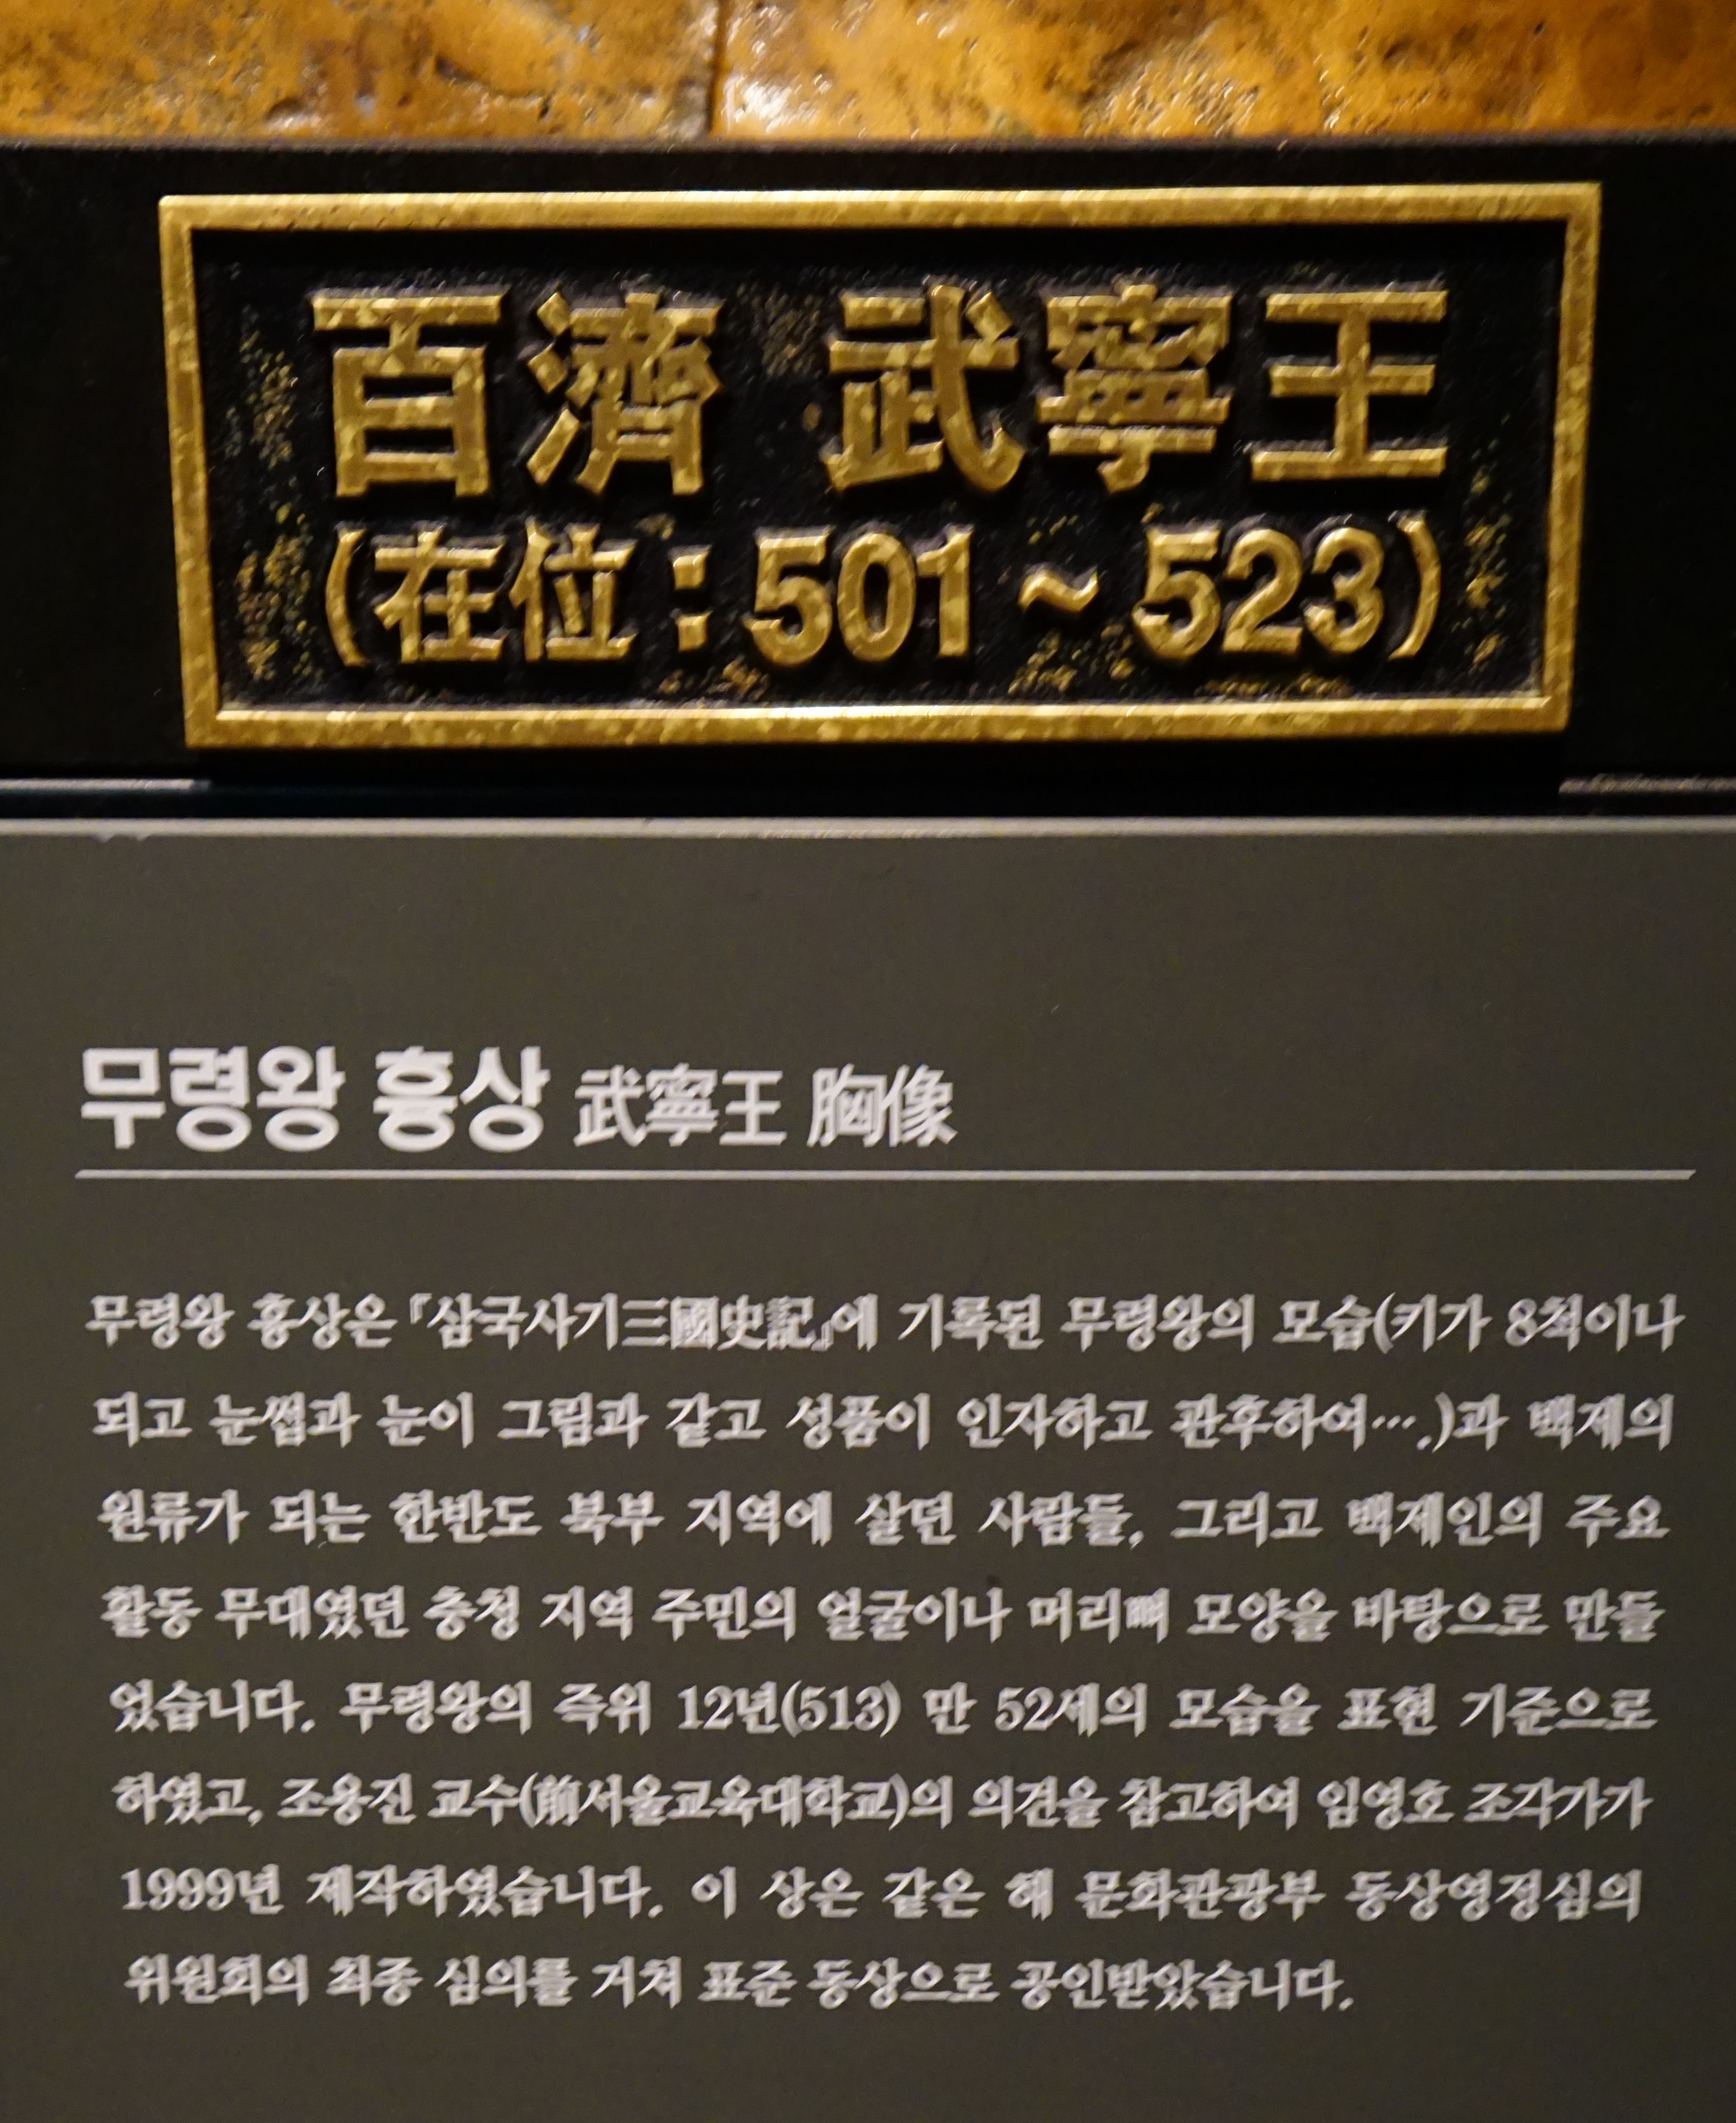 百濟 武寧王
(在位:501~523)
무령왕 흉상 武寧王 胸像
무령왕 흉상은 『삼국사기三國史記』에 기록된 무령왕의 모습(키가 8척이나
되고 눈썹과 눈이 그림과 같고 성품이 인자하고 관후하여….)과 백제의
원류가 되는 한반도 북부 지역에 살던 사람들, 그리고 백제인의 주요
활동 무대였던 충청 지역 주민의 얼굴이나 머리뼈 모양을 바탕으로 만들
었습니다. 무령왕의 즉위 12년(513) 만 52세의 모습을 표현 기준으로
하였고, 조용진 교수(前서울교육대학교)의 의견을 참고하여 임영호 조각가가
1999년 제작하였습니다. 이 상은 같은 해 문화관광부 동상영정심의
위원회의 최종 심의를 거쳐 표준 동상으로 공인받았습니다.